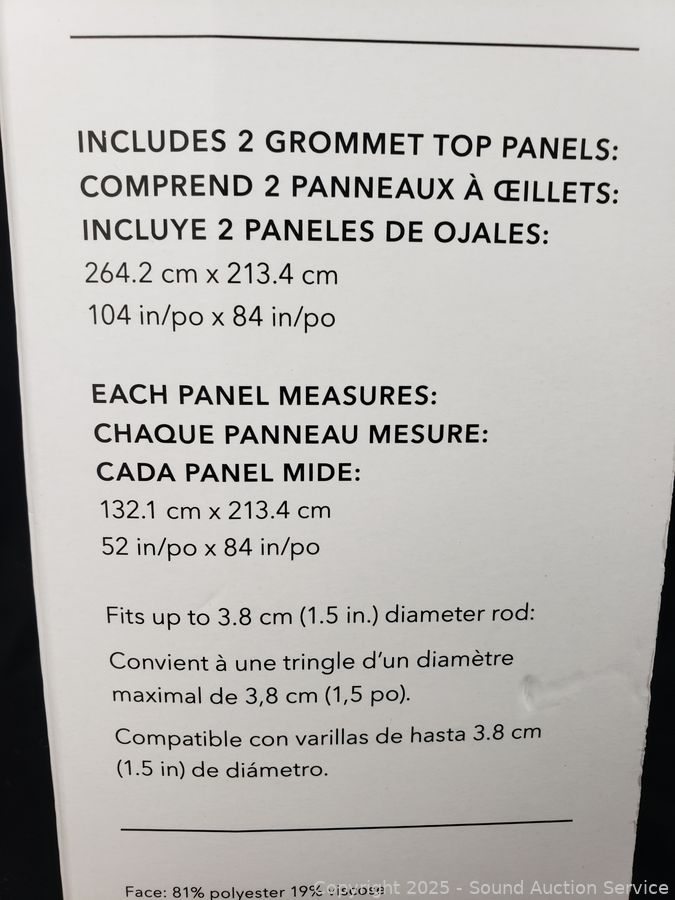 INCLUDES 2 GROMMET TOP PANELS:
COMPREND 2 PANNEAUX À ŒILLETS:
INCLUYE 2 PANELES DE OJALES:
264.2 cm x 213.4 cm
104 in/po x 84 in/po
EACH PANEL MEASURES:
CHAQUE PANNEAU MESURE:
CADA PANEL MIDE:
132.1 cm x 213.4 cm
52 in/po x 84 in/po
Fits up to 3.8 cm (1.5 in.) diameter rod:
Convient à une tringle d’un diamètre
maximal de 3,8 cm (1,5 po).
Compatible con varillas de hasta 3.8 cm
(1.5 in) de diámetro.
Face: 81% polyester 19% viscose
Copyright 2025 - Sound Auction Service